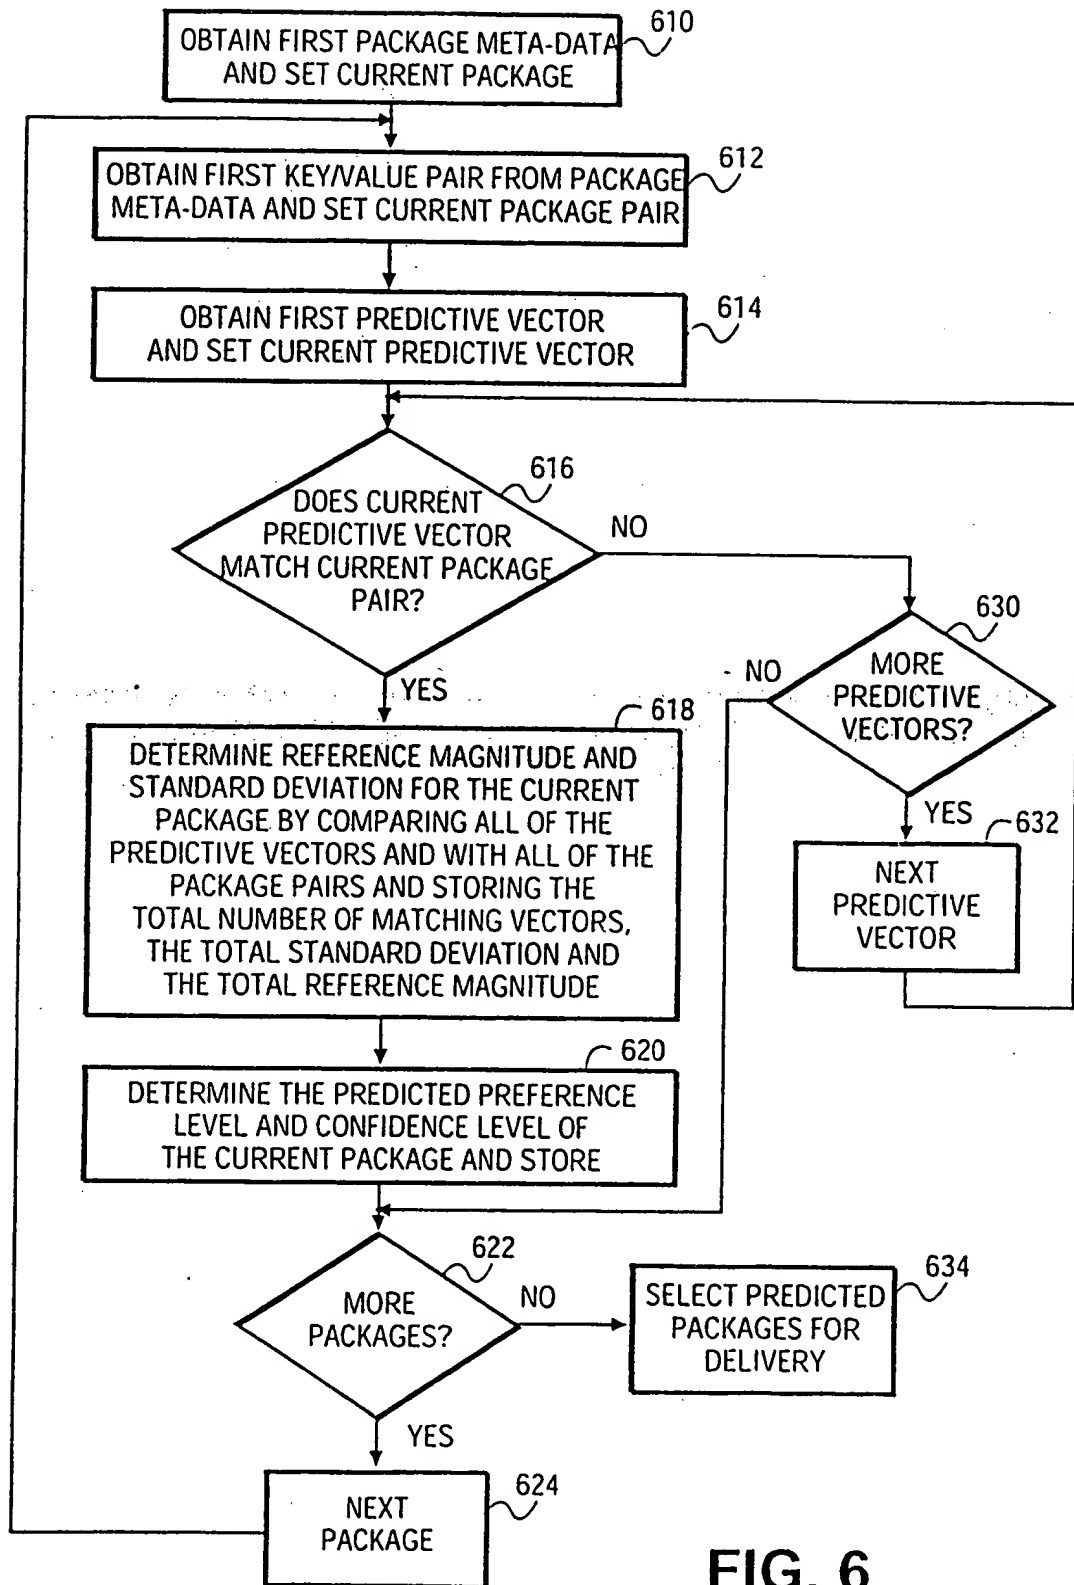 OBTAIN FIRST PACKAGE META-DATA
AND SET CURRENT PACKAGE
610
OBTAIN FIRST KEY/VALUE PAIR FROM PACKAGE
META-DATA AND SET CURRENT PACKAGE PAIR
612
OBTAIN FIRST PREDICTIVE VECTOR
AND SET CURRENT PREDICTIVE VECTOR
614
DOES CURRENT
PREDICTIVE VECTOR
MATCH CURRENT PACKAGE
PAIR?
616
NO
YES
630
MORE
PREDICTIVE
VECTORS?
NO
YES
632
NEXT
PREDICTIVE
VECTOR
618
DETERMINE REFERENCE MAGNITUDE AND
STANDARD DEVIATION FOR THE CURRENT
PACKAGE BY COMPARING ALL OF THE
PREDICTIVE VECTORS AND WITH ALL OF THE
PACKAGE PAIRS AND STORING THE
TOTAL NUMBER OF MATCHING VECTORS,
THE TOTAL STANDARD DEVIATION AND
THE TOTAL REFERENCE MAGNITUDE
620
DETERMINE THE PREDICTED PREFERENCE
LEVEL AND CONFIDENCE LEVEL OF
THE CURRENT PACKAGE AND STORE
622
MORE
PACKAGES?
NO
YES
634
SELECT PREDICTED
PACKAGES FOR
DELIVERY
624
NEXT
PACKAGE
FIG. 6